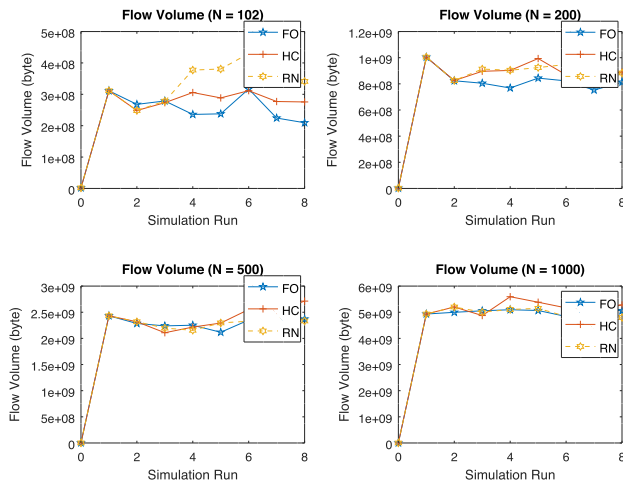 Flow Volume (N = 102)
5e+08
4e+08
3e+08
2e+08
1e+08
0
0 2 4 6 8
Flow Volume (byte)
Simulation Run
FO
HC
RN
Flow Volume (N = 200)
1.2e+09
1e+09
8e+08
6e+08
4e+08
2e+08
0
0 2 4 6 8
Flow Volume (byte)
Simulation Run
FO
HC
RN
Flow Volume (N = 500)
3e+09
2.5e+09
2e+09
1.5e+09
1e+09
5e+08
0
0 2 4 6 8
Flow Volume (byte)
Simulation Run
FO
HC
RN
Flow Volume (N = 1000)
6e+09
5e+09
4e+09
3e+09
2e+09
1e+09
0
0 2 4 6 8
Flow Volume (byte)
Simulation Run
FO
HC
RN